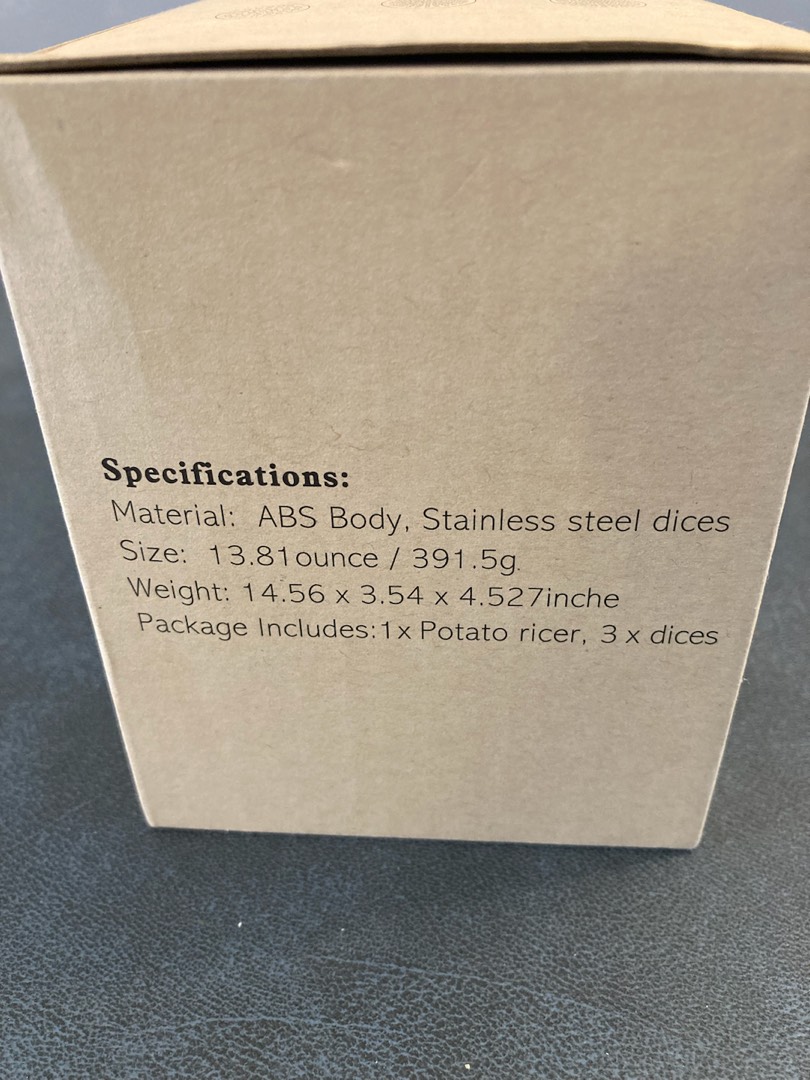 Specifications:
Material: ABS Body, Stainless steel dices
Size: 13.81ounce / 391.5g.
Weight: 14.56 x 3.54 x 4.527inche
Package Includes:1x Potato ricer, 3 x dices